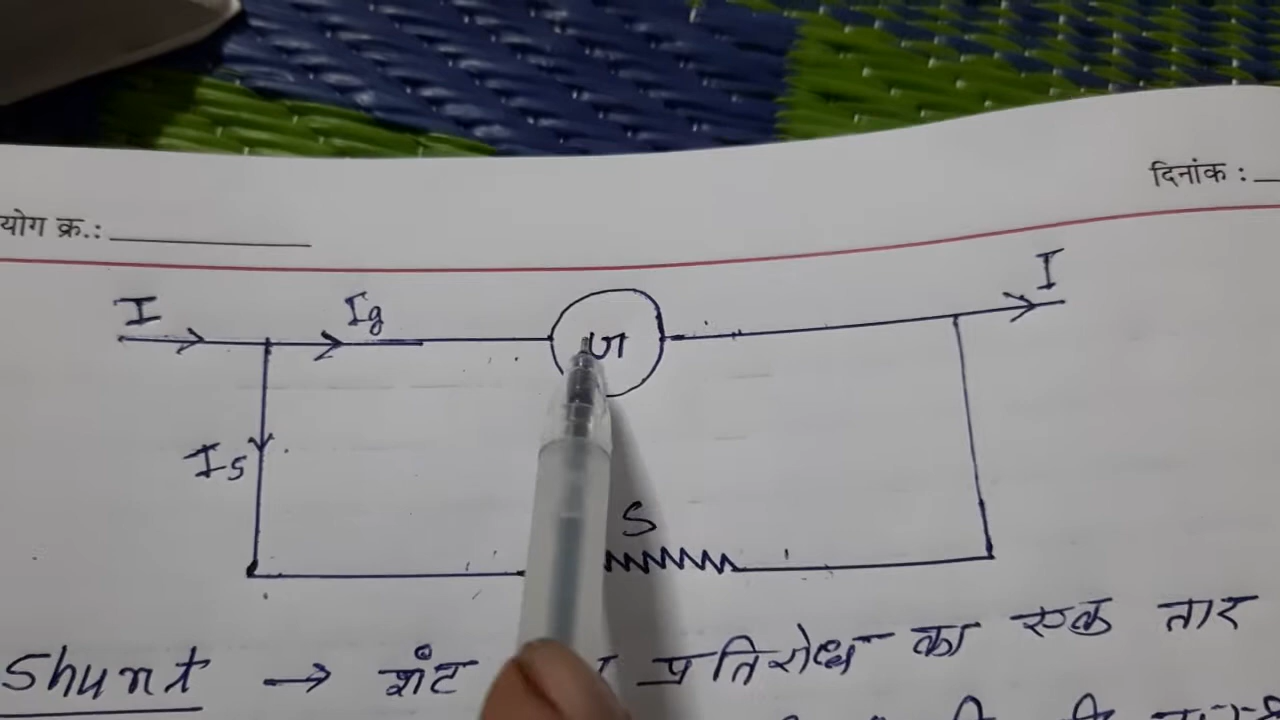 दिनांक :
योग क्र.:
I Ig G I
Is
S
Shunt → शंट प्रतिरोध का एक तार